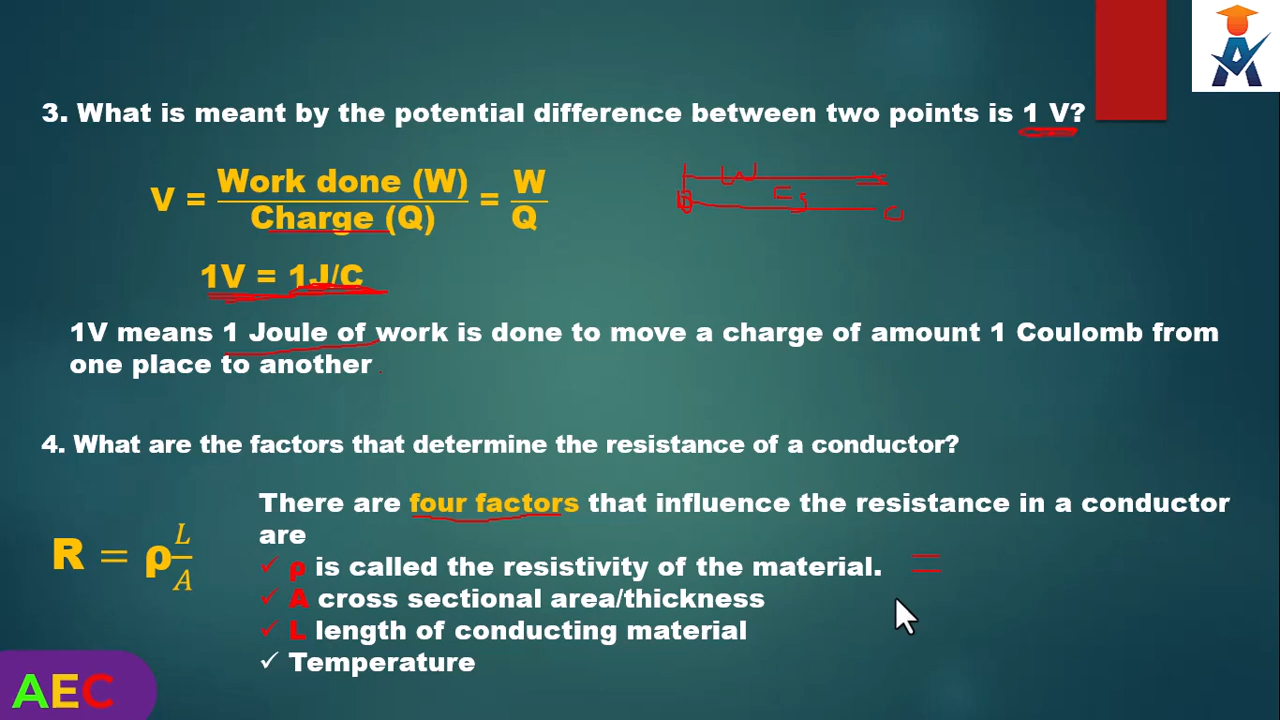 3. What is meant by the potential difference between two points is 1 V?
V = Work done (W) / Charge (Q) = W / Q
1V = 1J/C
1V means 1 Joule of work is done to move a charge of amount 1 Coulomb from
one place to another
4. What are the factors that determine the resistance of a conductor?
There are four factors that influence the resistance in a conductor
are
R = ρ L / A
✓ ρ is called the resistivity of the material.
✓ A cross sectional area/thickness
✓ L length of conducting material
✓ Temperature
AEC